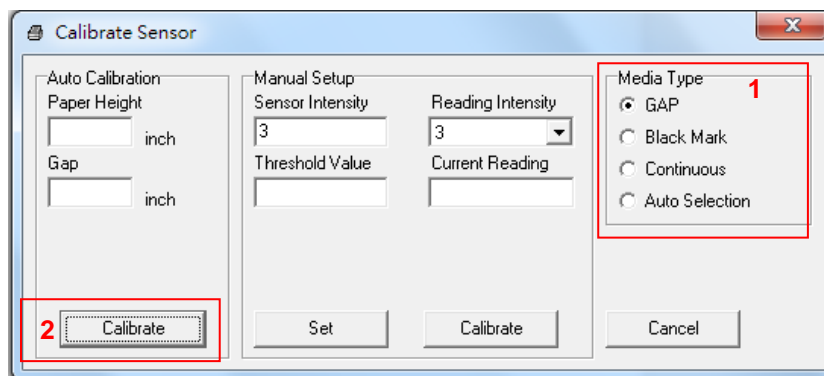 Calibrate Sensor
Auto Calibration
Paper Height
inch
Gap
inch
2
Calibrate
Manual Setup
Sensor Intensity
Reading Intensity
3
3
Threshold Value
Current Reading
Set
Calibrate
Media Type
1
GAP
Black Mark
Continuous
Auto Selection
Cancel